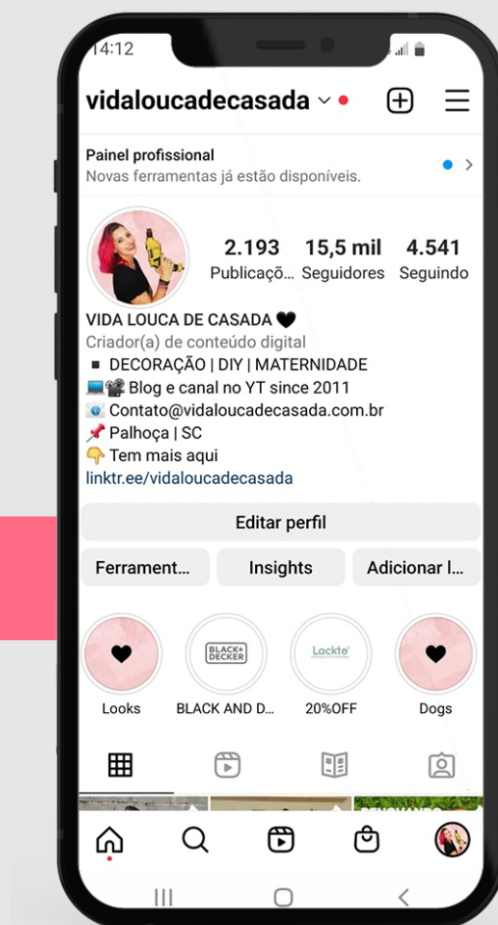 14:12
vidaloucadecasada
Painel profissional
Novas ferramentas já estão disponíveis.
2.193 15,5 mil 4.541
Publicaçõ... Seguidores Seguindo
VIDA LOUCA DE CASADA 🖤
Criador(a) de conteúdo digital
▪️ DECORAÇÃO | DIY | MATERNIDADE
💻📽️ Blog e canal no YT since 2011
📧 Contato@vidaloucadecasada.com.br
📌 Palhoça | SC
👇 Tem mais aqui
linktr.ee/vidaloucadecasada
Editar perfil
Ferrament... Insights Adicionar l...
BLACK+
DECKER
Lackto
Looks BLACK AND D... 20%OFF Dogs
RENOVANDO